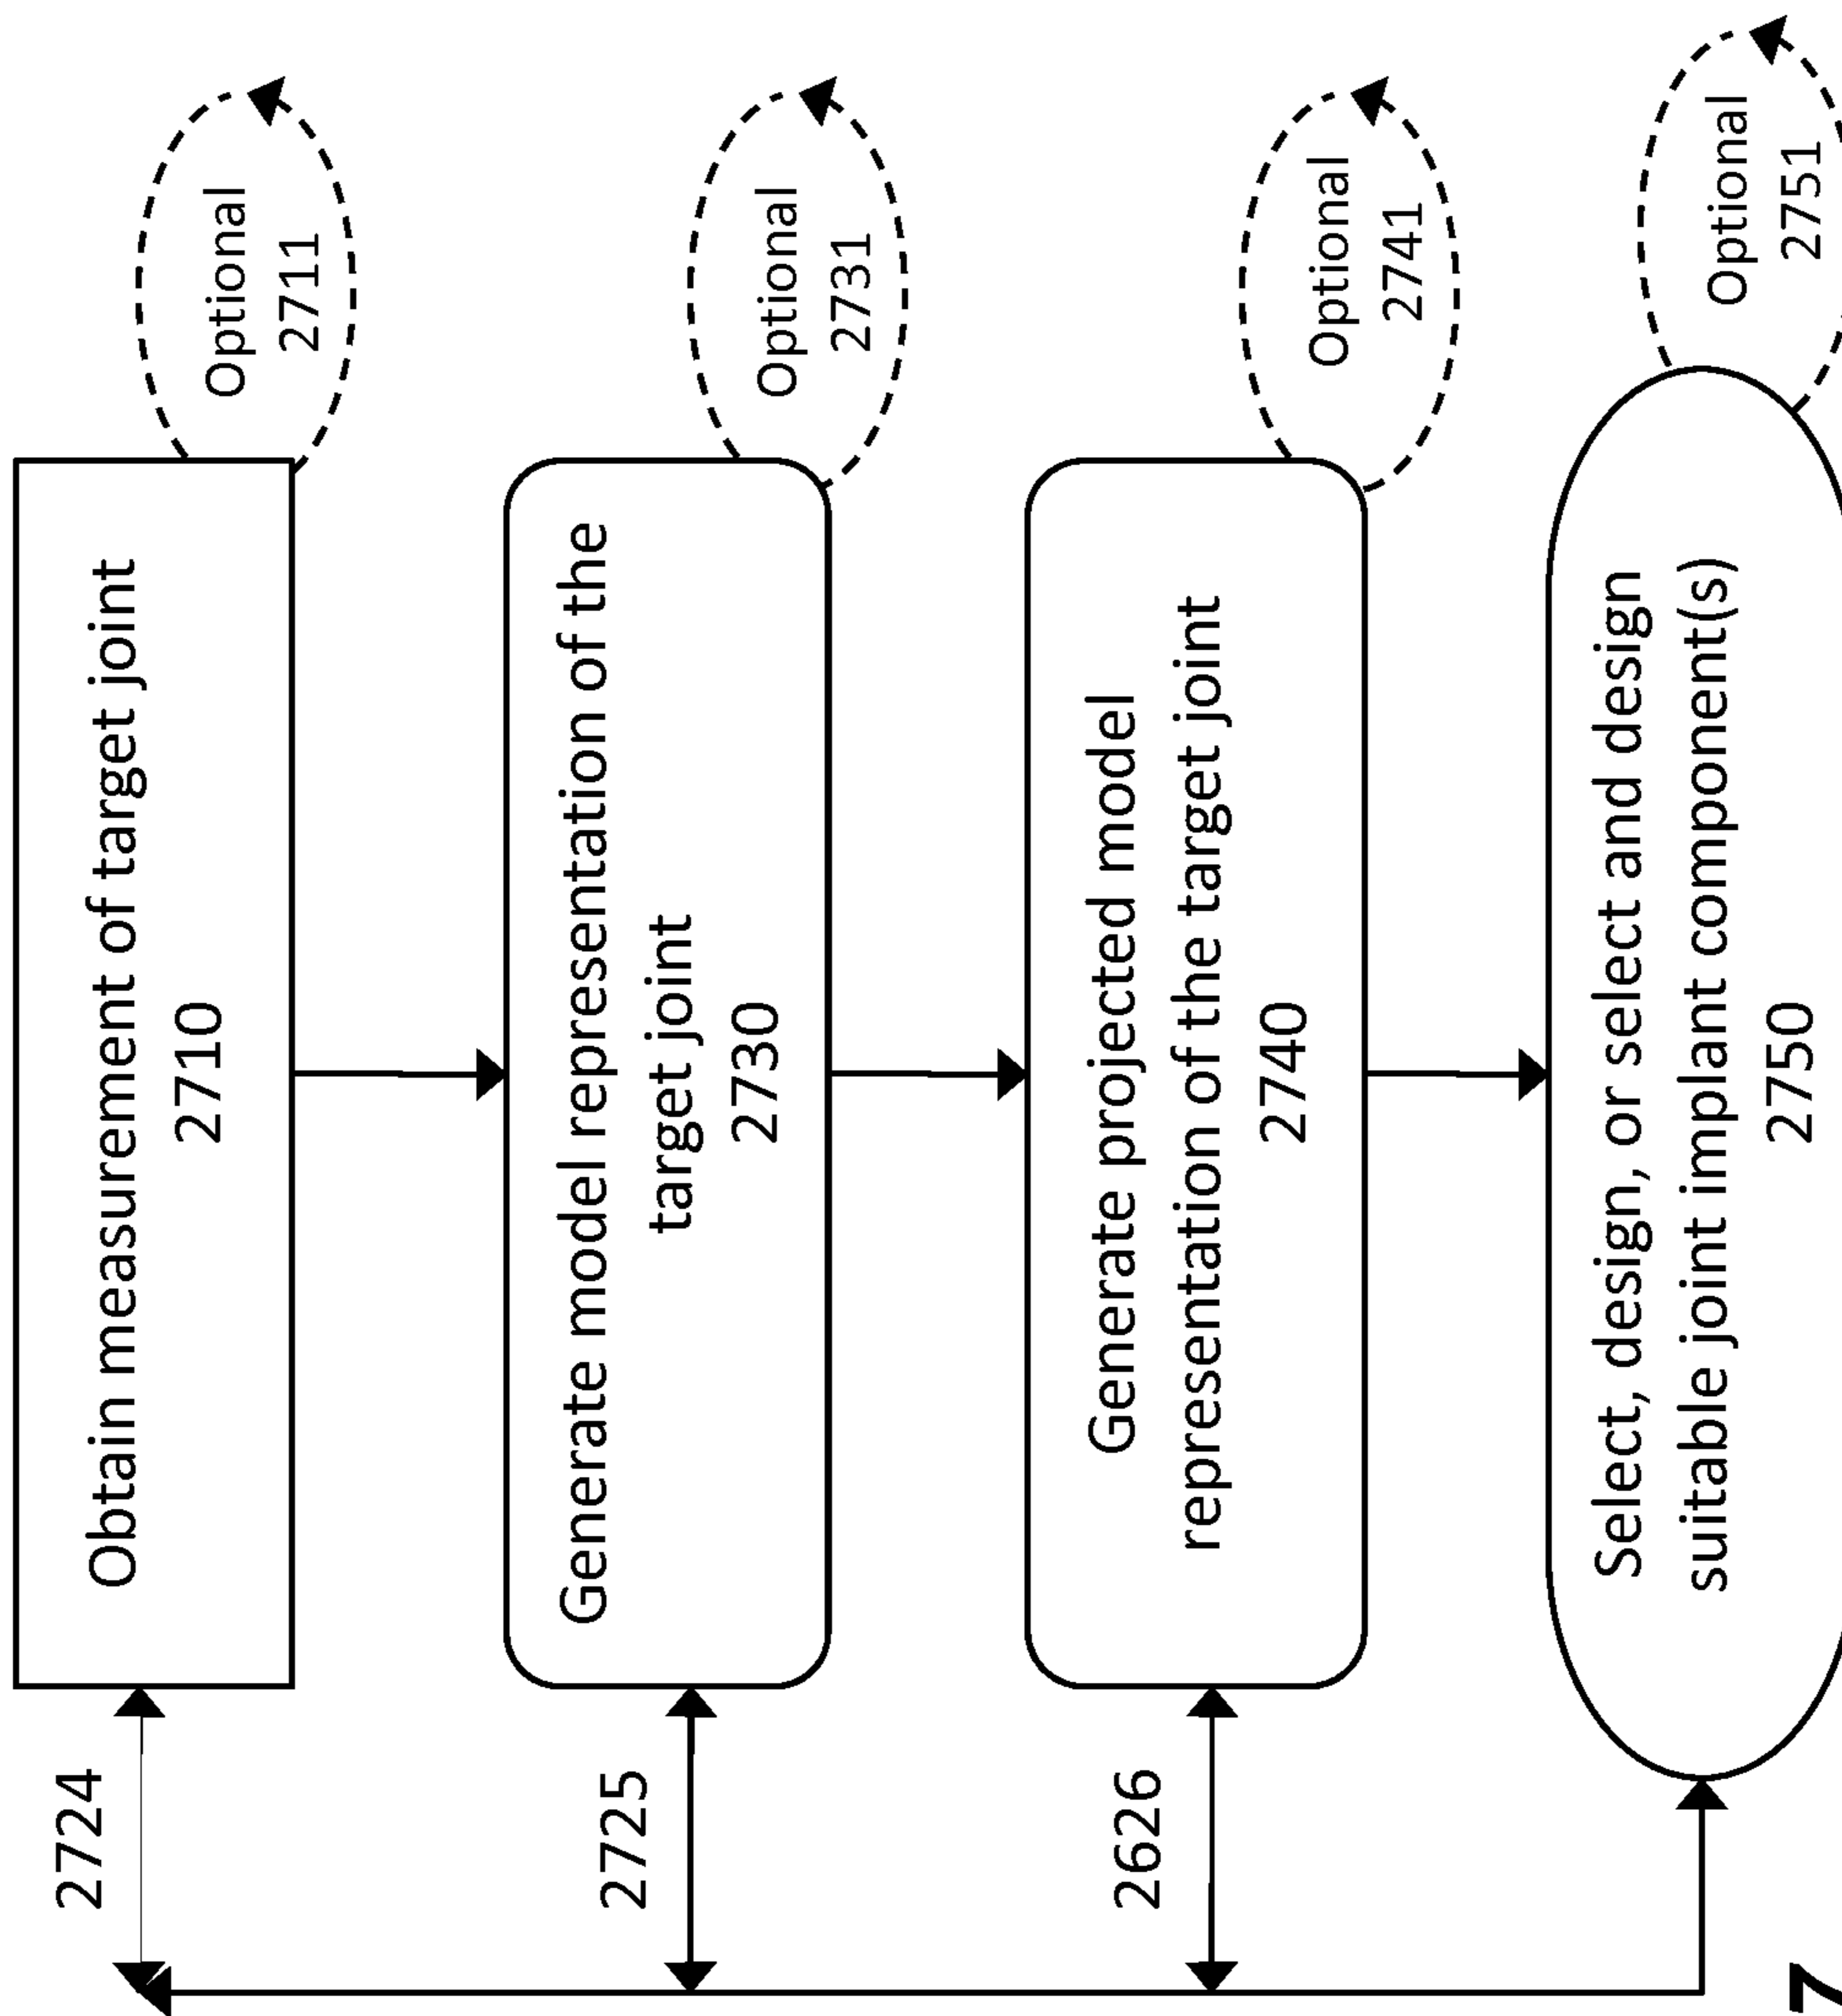 Obtain measurement of target joint
2710
Optional
2711
2724
Generate model representation of the
target joint
2730
Optional
2731
2725
Generate projected model
representation of the target joint
2740
Optional
2741
2626
Select, design, or select and design
suitable joint implant component(s)
2750
Optional
2751
7